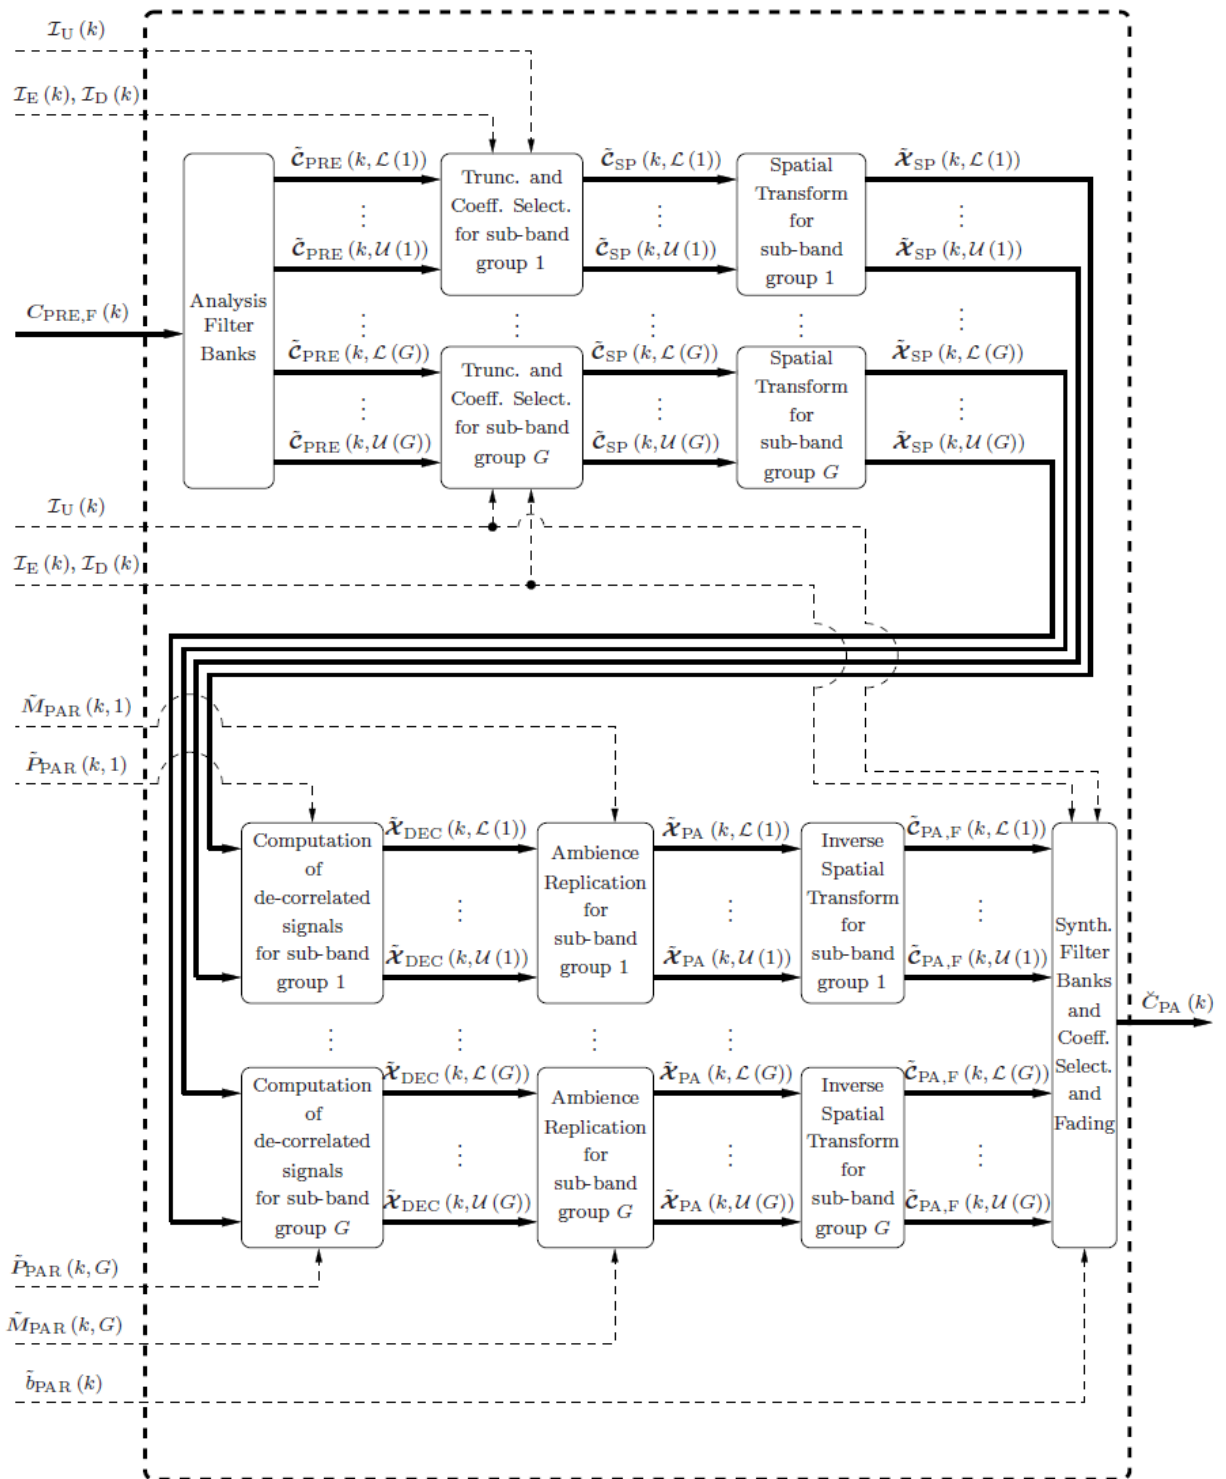 ℐ_U (k)
ℐ_E (k), ℐ_D (k)
C̃_PRE (k, ℒ(1))
C̃_SP (k, ℒ(1))
X̃_SP (k, ℒ(1))
Trunc. and
Coeff. Select.
for sub-band
group 1
Spatial
Transform
for
sub-band
group 1
C̃_PRE (k, 𝒰(1))
C̃_SP (k, 𝒰(1))
X̃_SP (k, 𝒰(1))
C_PRE,F (k)
Analysis
Filter
Banks
C̃_PRE (k, ℒ(G))
C̃_SP (k, ℒ(G))
X̃_SP (k, ℒ(G))
Trunc. and
Coeff. Select.
for sub-band
group G
Spatial
Transform
for
sub-band
group G
C̃_PRE (k, 𝒰(G))
C̃_SP (k, 𝒰(G))
X̃_SP (k, 𝒰(G))
ℐ_U (k)
ℐ_E (k), ℐ_D (k)
M̃_PAR (k, 1)
P̃_PAR (k, 1)
Computation
of
de-correlated
signals
for sub-band
group 1
X̃_DEC (k, ℒ(1))
X̃_DEC (k, 𝒰(1))
Ambience
Replication
for
sub-band
group 1
X̃_PA (k, ℒ(1))
X̃_PA (k, 𝒰(1))
Inverse
Spatial
Transform
for
sub-band
group 1
C̃_PA,F (k, ℒ(1))
C̃_PA,F (k, 𝒰(1))
Synth.
Filter
Banks
and
Coeff.
Select.
and
Fading
C̆_PA (k)
Computation
of
de-correlated
signals
for sub-band
group G
X̃_DEC (k, ℒ(G))
X̃_DEC (k, 𝒰(G))
Ambience
Replication
for
sub-band
group G
X̃_PA (k, ℒ(G))
X̃_PA (k, 𝒰(G))
Inverse
Spatial
Transform
for
sub-band
group G
C̃_PA,F (k, ℒ(G))
C̃_PA,F (k, 𝒰(G))
P̃_PAR (k, G)
M̃_PAR (k, G)
b̃_PAR (k)